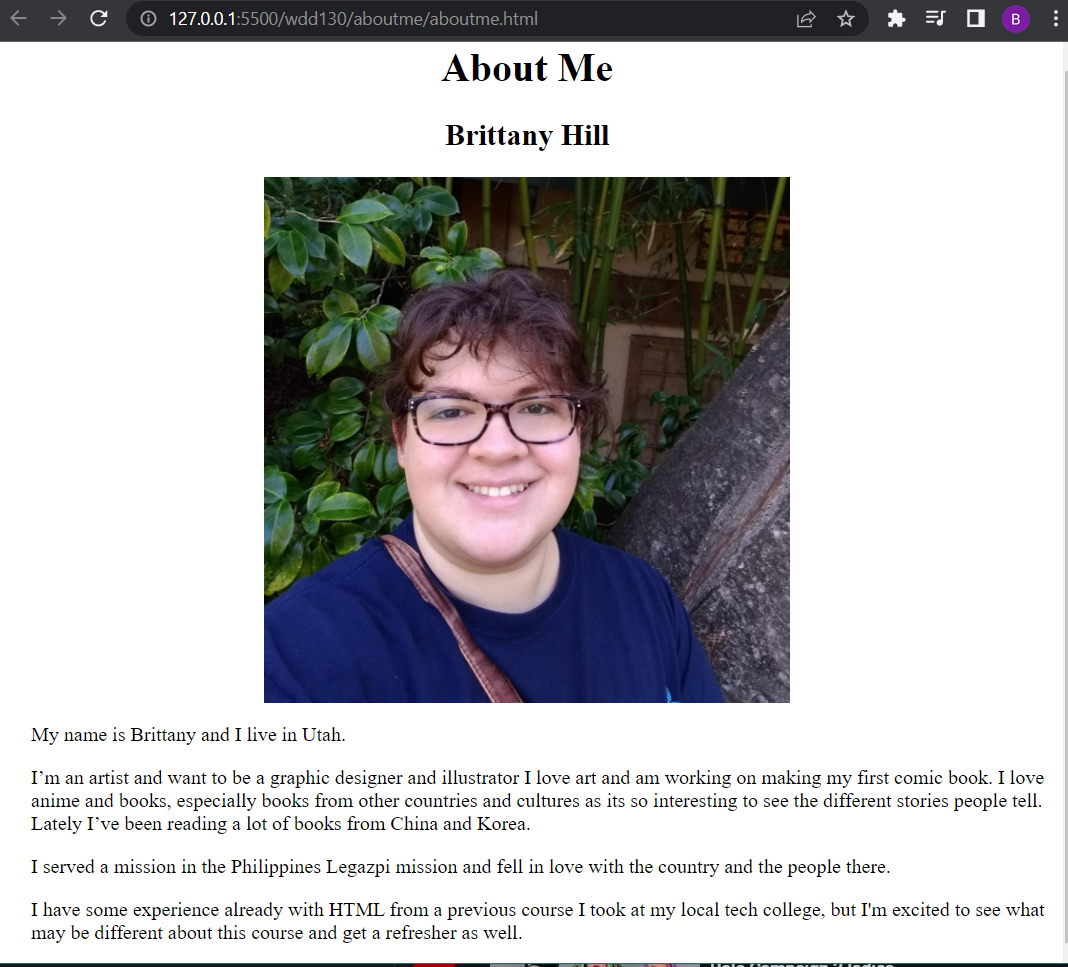 127.0.0.1:5500/wdd130/aboutme/aboutme.html
B
About Me
Brittany Hill
My name is Brittany and I live in Utah.
I’m an artist and want to be a graphic designer and illustrator I love art and am working on making my first comic book. I love
anime and books, especially books from other countries and cultures as its so interesting to see the different stories people tell.
Lately I’ve been reading a lot of books from China and Korea.
I served a mission in the Philippines Legazpi mission and fell in love with the country and the people there.
I have some experience already with HTML from a previous course I took at my local tech college, but I'm excited to see what
may be different about this course and get a refresher as well.